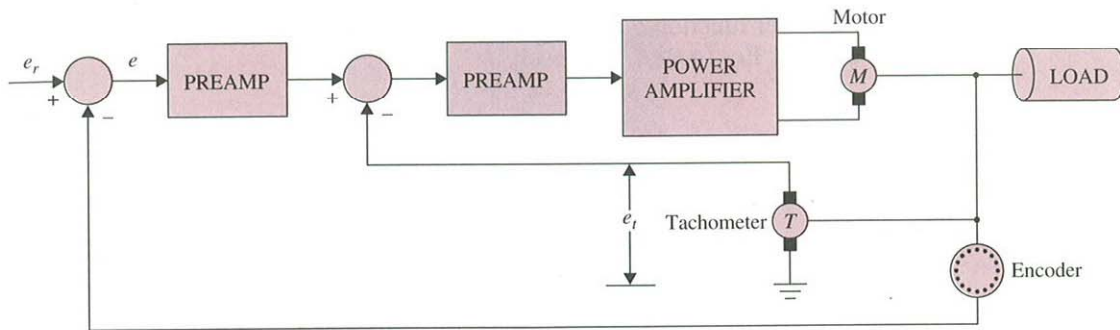 Motor
e_r
e
+
−
PREAMP
+
−
PREAMP
POWER
AMPLIFIER
M
LOAD
e_t
Tachometer
T
Encoder